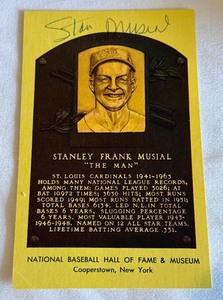 Stan Musial
STANLEY FRANK MUSIAL
"THE MAN"
ST. LOUIS CARDINALS 1941-1963
HOLDS MANY NATIONAL LEAGUE RECORDS,
AMONG THEM: GAMES PLAYED 3026; AT
BAT 10972 TIMES; 3630 HITS; MOST RUNS
SCORED 1949; MOST RUNS BATTED IN 1951;
TOTAL BASES 6134. LED N.L. IN TOTAL
BASES 6 YEARS, SLUGGING PERCENTAGE
6 YEARS. MOST VALUABLE PLAYER 1943-
1946-1948. NAMED ON 12 ALL STAR TEAMS.
LIFETIME BATTING AVERAGE .331.
NATIONAL BASEBALL HALL OF FAME & MUSEUM
Cooperstown, New York